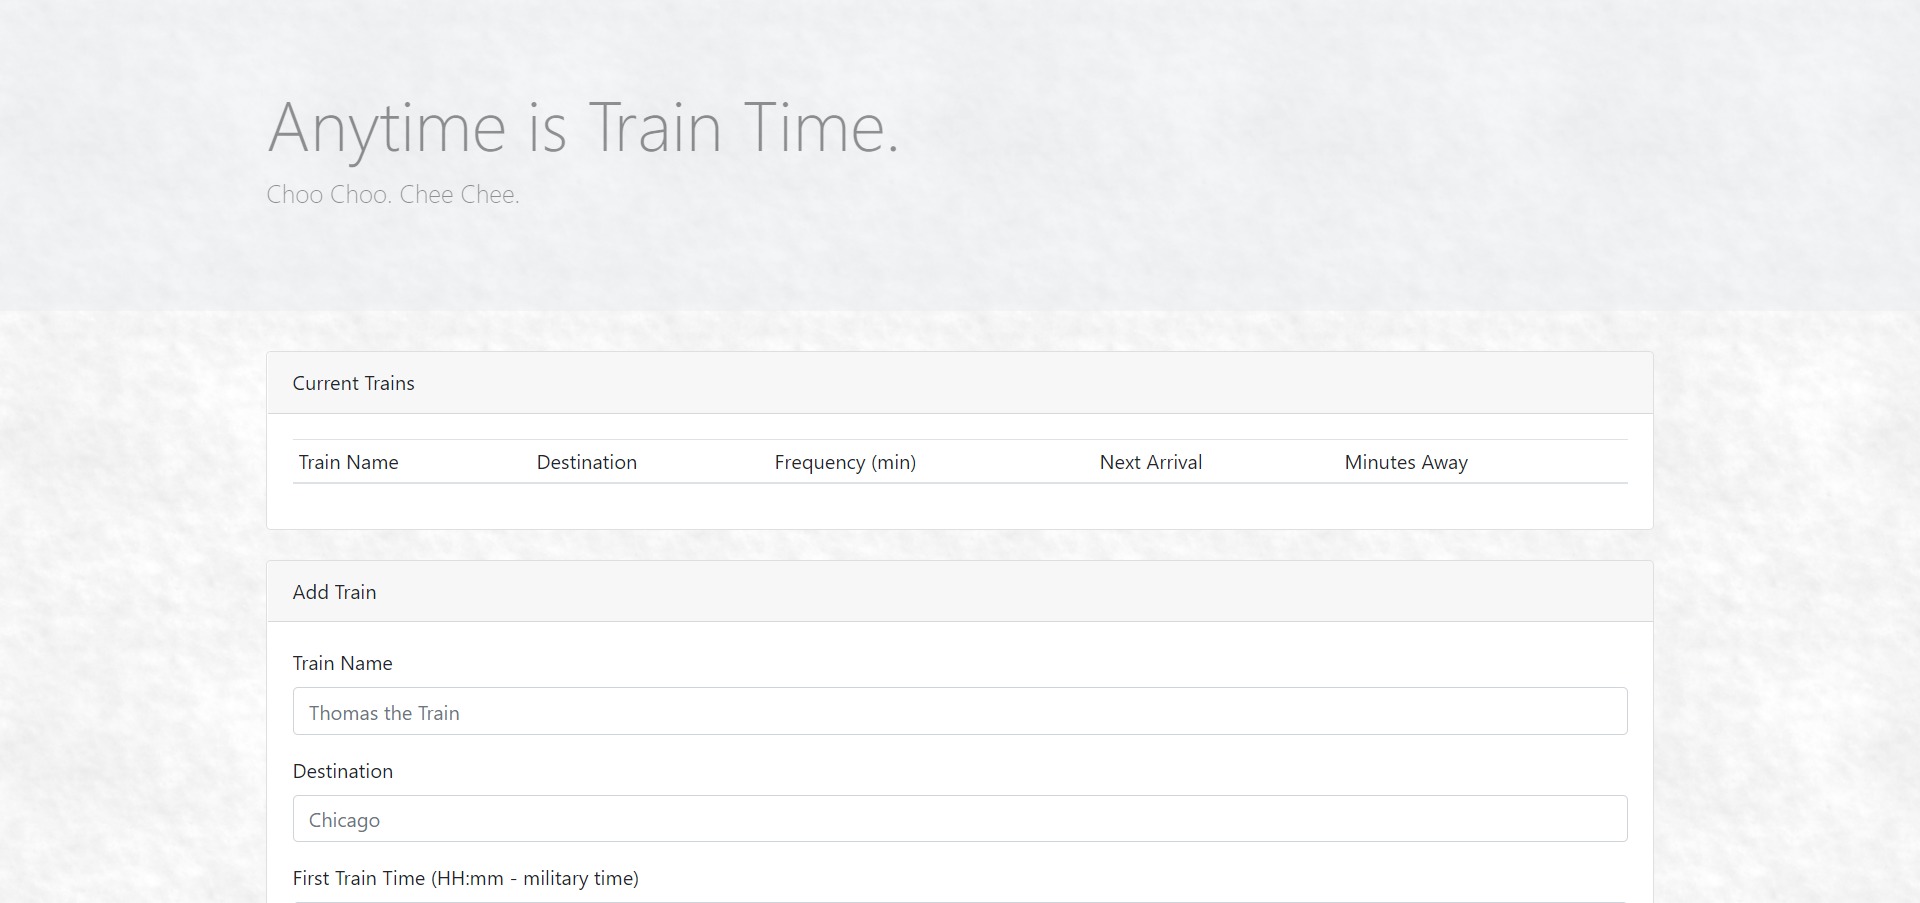 Anytime is Train Time.
Choo Choo. Chee Chee.
Current Trains
Train Name Destination Frequency (min) Next Arrival Minutes Away
Add Train
Train Name
Thomas the Train
Destination
Chicago
First Train Time (HH:mm - military time)